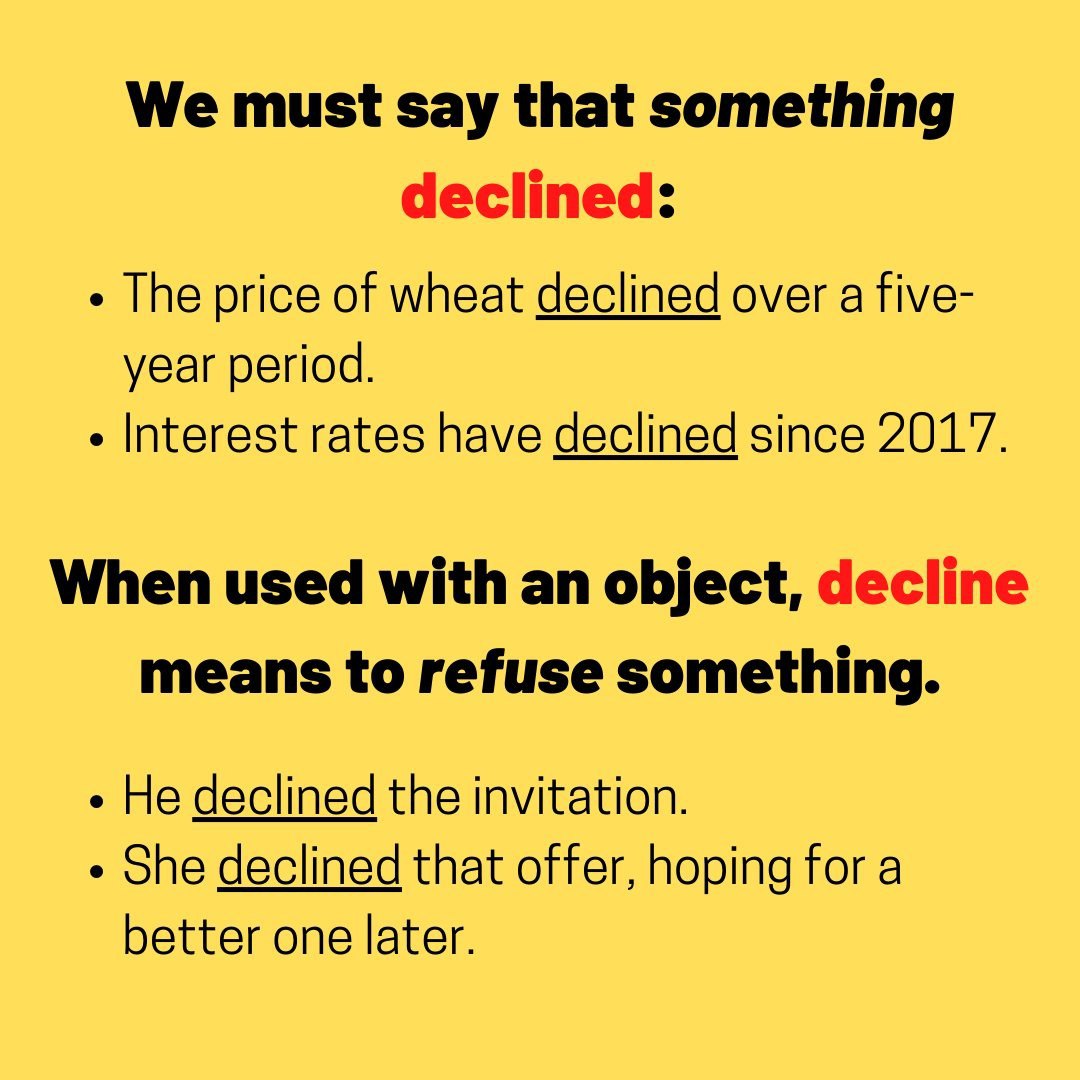 We must say that something
declined:
• The price of wheat declined over a five-
year period.
• Interest rates have declined since 2017.
When used with an object, decline
means to refuse something.
• He declined the invitation.
• She declined that offer, hoping for a
better one later.